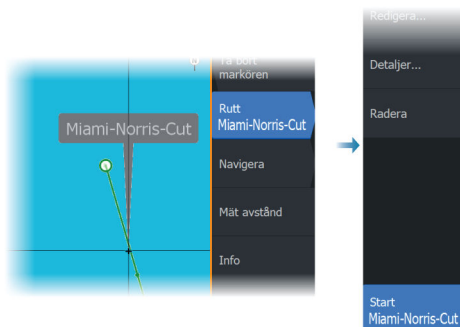 Miami-Norris-Cut
Ta bort
markören
Rutt
Miami-Norris-Cut
Navigera
Mät avstånd
Info
Redigera...
Detaljer...
Radera
Start
Miami-Norris-Cut